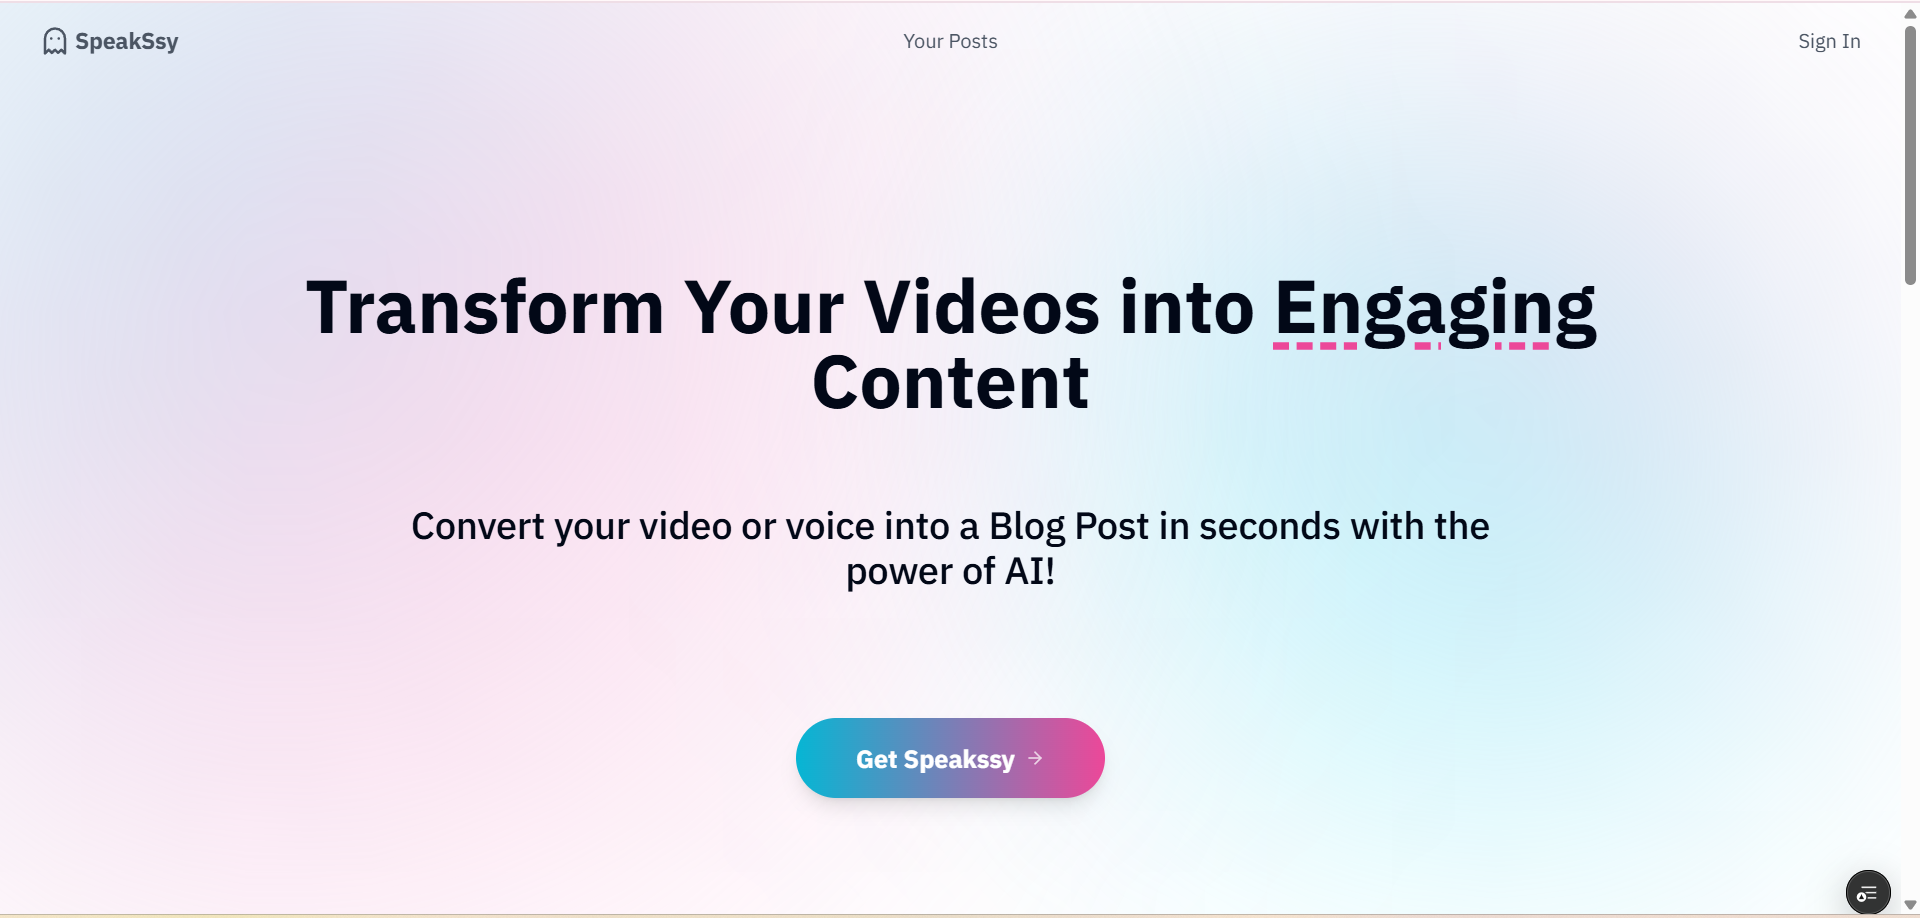 SpeakSsy
Your Posts
Sign In
Transform Your Videos into Engaging
Content
Convert your video or voice into a Blog Post in seconds with the
power of AI!
Get Speakssy →